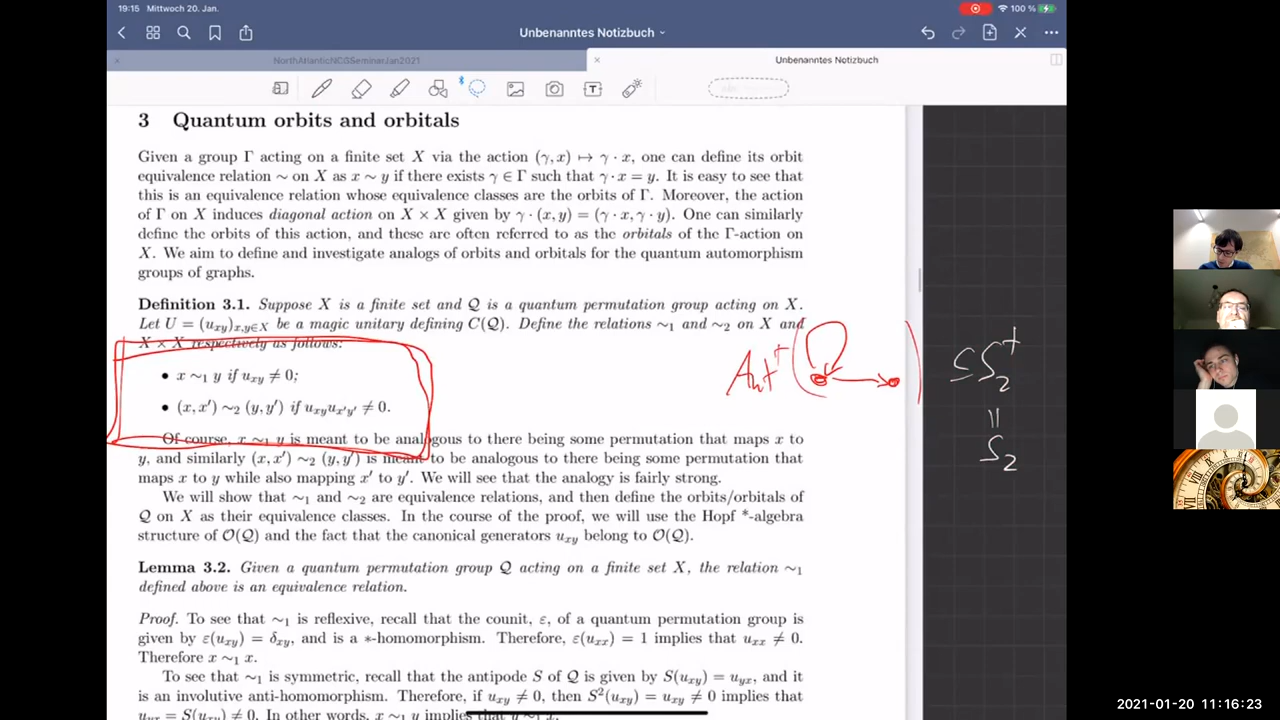 19:15 Mittwoch 20. Jan.
100 %
Unbenanntes Notizbuch
NorthAtlanticNCGSeminarJan2021
Unbenanntes Notizbuch
3 Quantum orbits and orbitals
Given a group Γ acting on a finite set X via the action (γ, x) ↦ γ · x, one can define its orbit
equivalence relation ∼ on X as x ∼ y if there exists γ ∈ Γ such that γ · x = y. It is easy to see that
this is an equivalence relation whose equivalence classes are the orbits of Γ. Moreover, the action
of Γ on X induces diagonal action on X × X given by γ · (x, y) = (γ · x, γ · y). One can similarly
define the orbits of this action, and these are often referred to as the orbitals of the Γ-action on
X. We aim to define and investigate analogs of orbits and orbitals for the quantum automorphism
groups of graphs.
Definition 3.1. Suppose X is a finite set and Q is a quantum permutation group acting on X.
Let U = (u_xy)_x,y∈X be a magic unitary defining C(Q). Define the relations ∼₁ and ∼₂ on X and
X × X respectively as follows:
• x ∼₁ y if u_xy ≠ 0;
• (x, x′) ∼₂ (y, y′) if u_xy u_x′y′ ≠ 0.
Aut⁺( ) ⊆ S₂⁺
=
S₂
Of course, x ∼₁ y is meant to be analogous to there being some permutation that maps x to
y, and similarly (x, x′) ∼₂ (y, y′) is meant to be analogous to there being some permutation that
maps x to y while also mapping x′ to y′. We will see that the analogy is fairly strong.
We will show that ∼₁ and ∼₂ are equivalence relations, and then define the orbits/orbitals of
Q on X as their equivalence classes. In the course of the proof, we will use the Hopf *-algebra
structure of O(Q) and the fact that the canonical generators u_xy belong to O(Q).
Lemma 3.2. Given a quantum permutation group Q acting on a finite set X, the relation ∼₁
defined above is an equivalence relation.
Proof. To see that ∼₁ is reflexive, recall that the counit, ε, of a quantum permutation group is
given by ε(u_xy) = δ_xy, and is a *-homomorphism. Therefore, ε(u_xx) = 1 implies that u_xx ≠ 0.
Therefore x ∼₁ x.
To see that ∼₁ is symmetric, recall that the antipode S of Q is given by S(u_xy) = u_yx, and it
is an involutive anti-homomorphism. Therefore, if u_xy ≠ 0, then S²(u_xy) = u_xy ≠ 0 implies that
u_yx = S(u_xy) ≠ 0. In other words, x ∼₁ y implies that y ∼₁ x.
2021-01-20 11:16:23